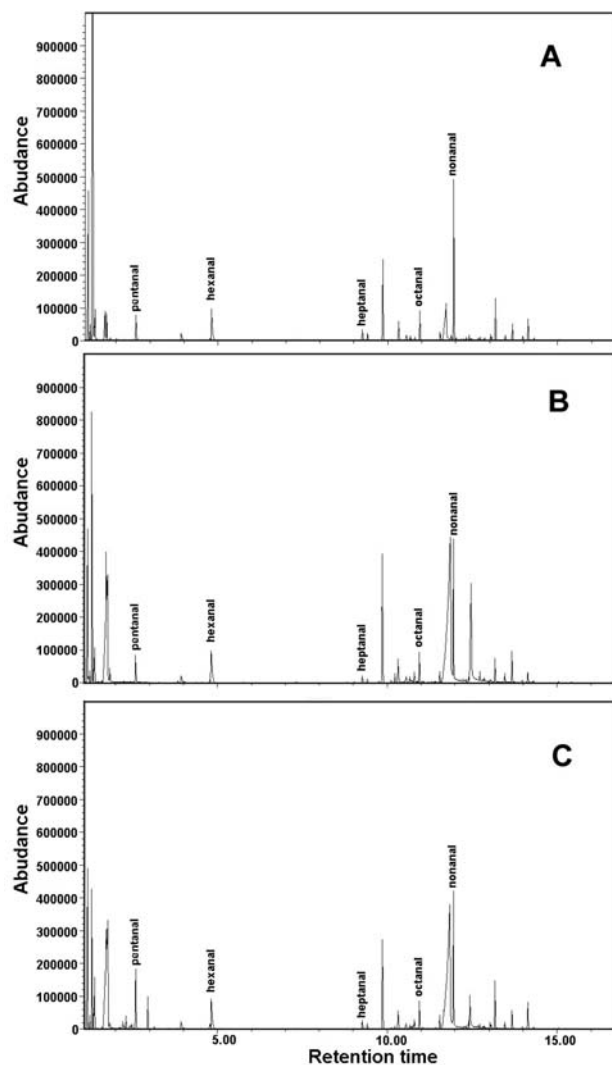 A
Abudance
900000
800000
700000
600000
500000
400000
300000
200000
100000
0
pentanal
hexanal
heptanal
octanal
nonanal
B
Abudance
900000
800000
700000
600000
500000
400000
300000
200000
100000
0
pentanal
hexanal
heptanal
octanal
nonanal
C
Abudance
900000
800000
700000
600000
500000
400000
300000
200000
100000
0
pentanal
hexanal
heptanal
octanal
nonanal
5.00 10.00 15.00
Retention time